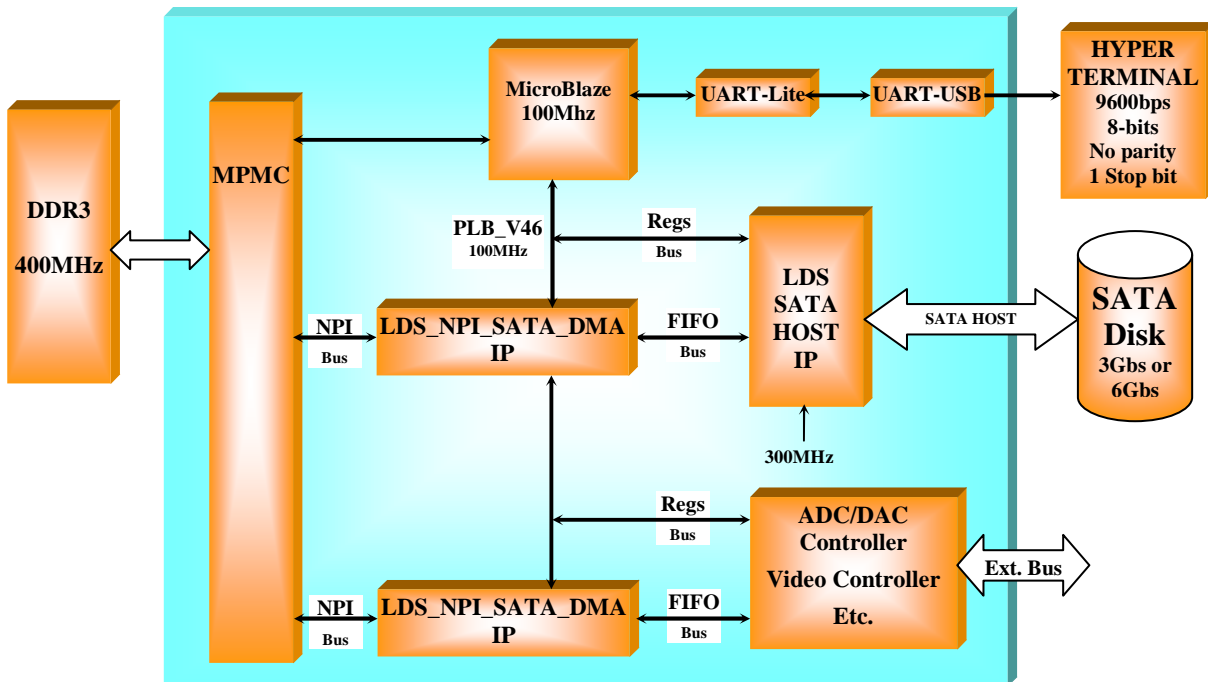 MicroBlaze
100Mhz
UART-Lite
UART-USB
HYPER
TERMINAL
9600bps
8-bits
No parity
1 Stop bit
MPMC
DDR3
400MHz
PLB_V46
100MHz
Regs
Bus
LDS
SATA
HOST
IP
SATA HOST
SATA
Disk
3Gbs or
6Gbs
NPI
Bus
LDS_NPI_SATA_DMA
IP
FIFO
Bus
300MHz
Regs
Bus
ADC/DAC
Controller
Video Controller
Etc.
Ext. Bus
NPI
Bus
LDS_NPI_SATA_DMA
IP
FIFO
Bus